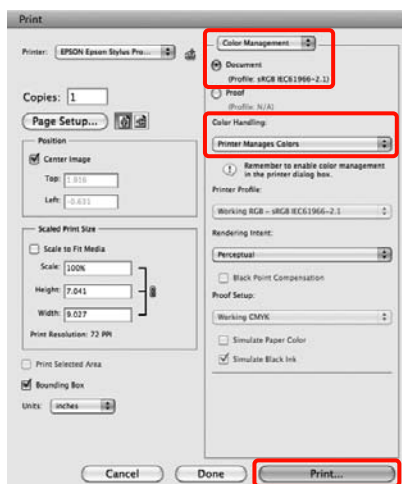 Print
Printer: EPSON Epson Stylus Pro...
Copies: 1
Page Setup...
Position
Center Image
Top: 1.916
Left: -0.631
Scaled Print Size
Scale to Fit Media
Scale: 100%
Height: 7.041
Width: 9.027
Print Resolution: 72 PPI
Print Selected Area
Bounding Box
Units: inches
Color Management
Document
(Profile: sRGB IEC61966-2.1)
Proof
(Profile: N/A)
Color Handling:
Printer Manages Colors
Remember to enable color management
in the printer dialog box.
Printer Profile:
Working RGB - sRGB IEC61966-2.1
Rendering Intent:
Perceptual
Black Point Compensation
Proof Setup:
Working CMYK
Simulate Paper Color
Simulate Black Ink
Cancel
Done
Print...